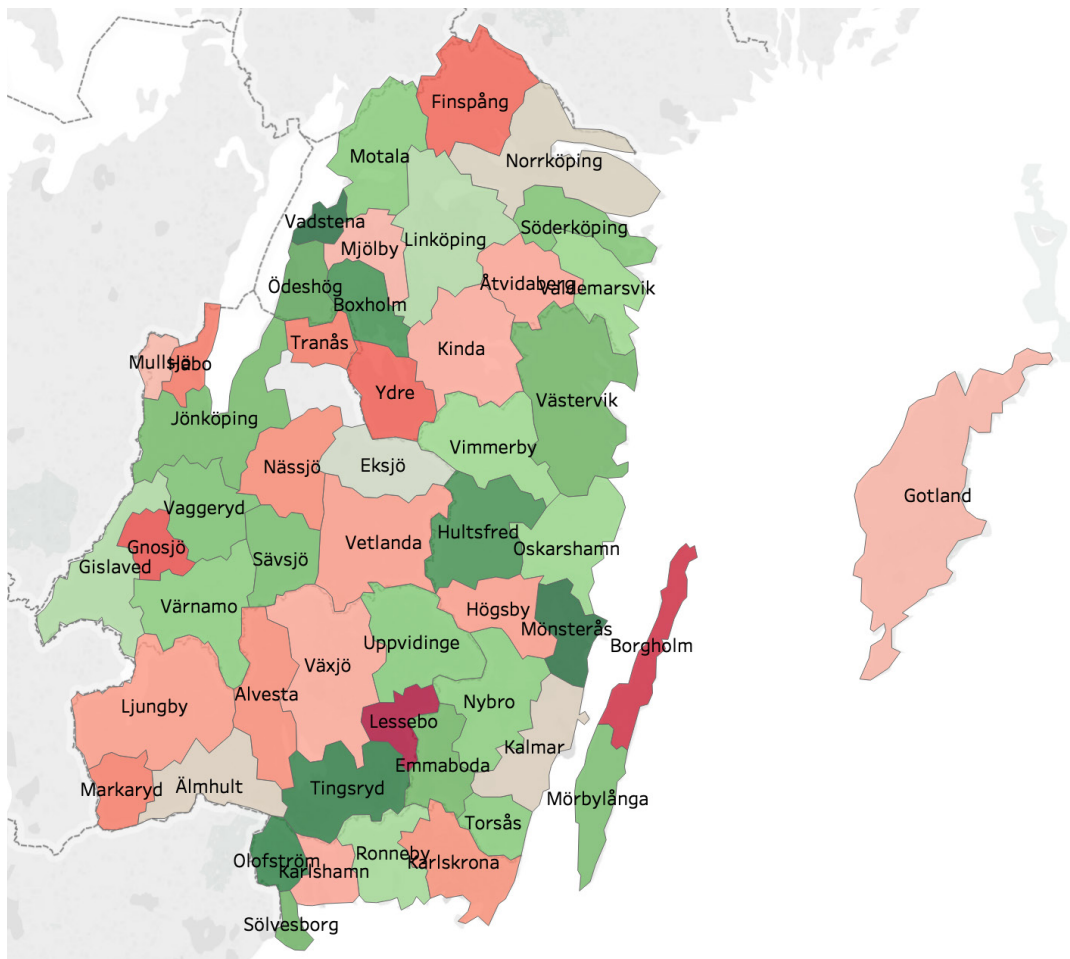 Finspång
Motala
Norrköping
Vadstena
Söderköping
Linköping
Mjölby
Ödeshög
Åtvidaberg
Valdemarsvik
Boxholm
Tranås
Kinda
Mullsjö
Habo
Ydre
Västervik
Jönköping
Vimmerby
Nässjö
Eksjö
Gotland
Vaggeryd
Hultsfred
Vetlanda
Gnosjö
Oskarshamn
Sävsjö
Gislaved
Värnamo
Högsby
Mönsterås
Uppvidinge
Borgholm
Växjö
Alvesta
Nybro
Ljungby
Lessebo
Kalmar
Emmaboda
Älmhult
Tingsryd
Markaryd
Mörbylånga
Torsås
Ronneby
Olofström
Karlskrona
Karlshamn
Sölvesborg